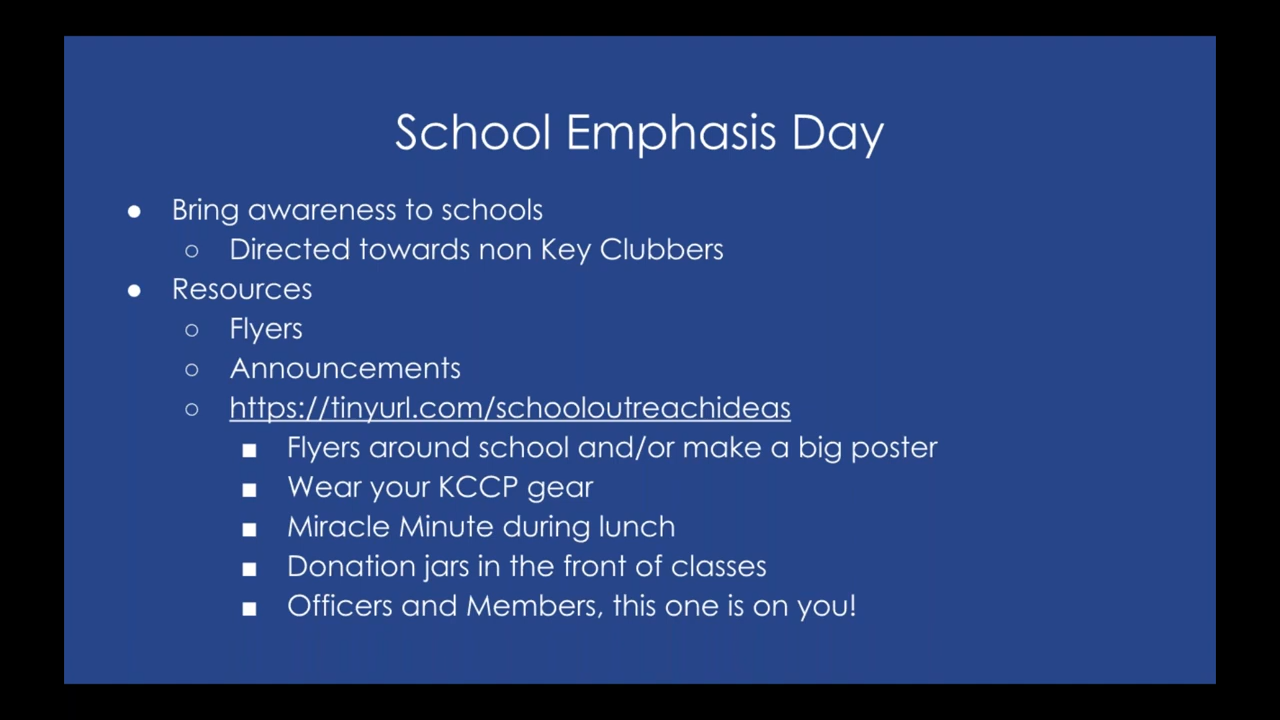 School Emphasis Day
● Bring awareness to schools
○ Directed towards non Key Clubbers
● Resources
○ Flyers
○ Announcements
○ https://tinyurl.com/schooloutreachideas
■ Flyers around school and/or make a big poster
■ Wear your KCCP gear
■ Miracle Minute during lunch
■ Donation jars in the front of classes
■ Officers and Members, this one is on you!